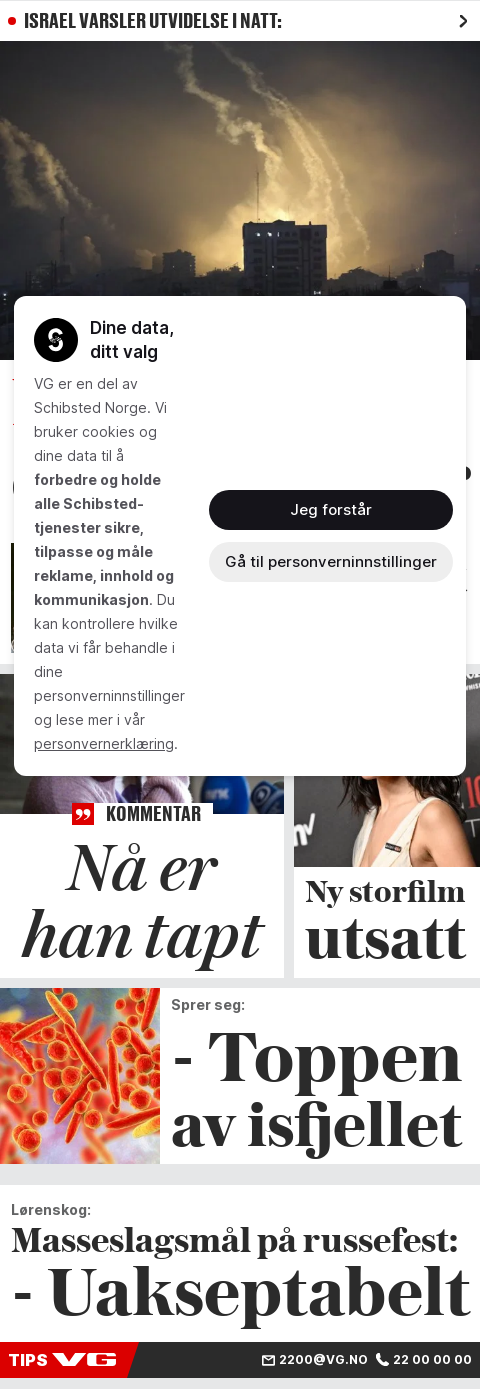 ISRAEL VARSLER UTVIDELSE I NATT:
Dine data,
ditt valg
VG er en del av
Schibsted Norge. Vi
bruker cookies og
dine data til å
forbedre og holde
alle Schibsted-
tjenester sikre,
tilpasse og måle
reklame, innhold og
kommunikasjon. Du
kan kontrollere hvilke
data vi får behandle i
dine
personverninnstillinger
og lese mer i vår
personvernerklæring.
Jeg forstår
Gå til personverninnstillinger
KOMMENTAR
Nå er
han tapt
Ny storfilm
utsatt
Sprer seg:
- Toppen
av isfjellet
Lørenskog:
Masseslagsmål på russefest:
- Uakseptabelt
TIPS VG 2200@VG.NO 22 00 00 00